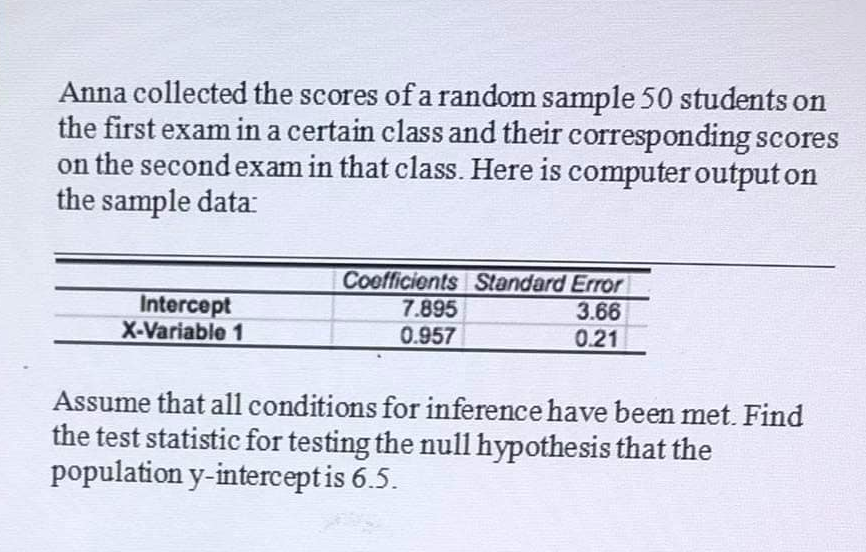 Anna collected the scores of a random sample 50 students on
the first exam in a certain class and their corresponding scores
on the second exam in that class. Here is computer output on
the sample data:
Coefficients Standard Error
Intercept 7.895 3.66
X-Variable 1 0.957 0.21
Assume that all conditions for inference have been met. Find
the test statistic for testing the null hypothesis that the
population y-intercept is 6.5.